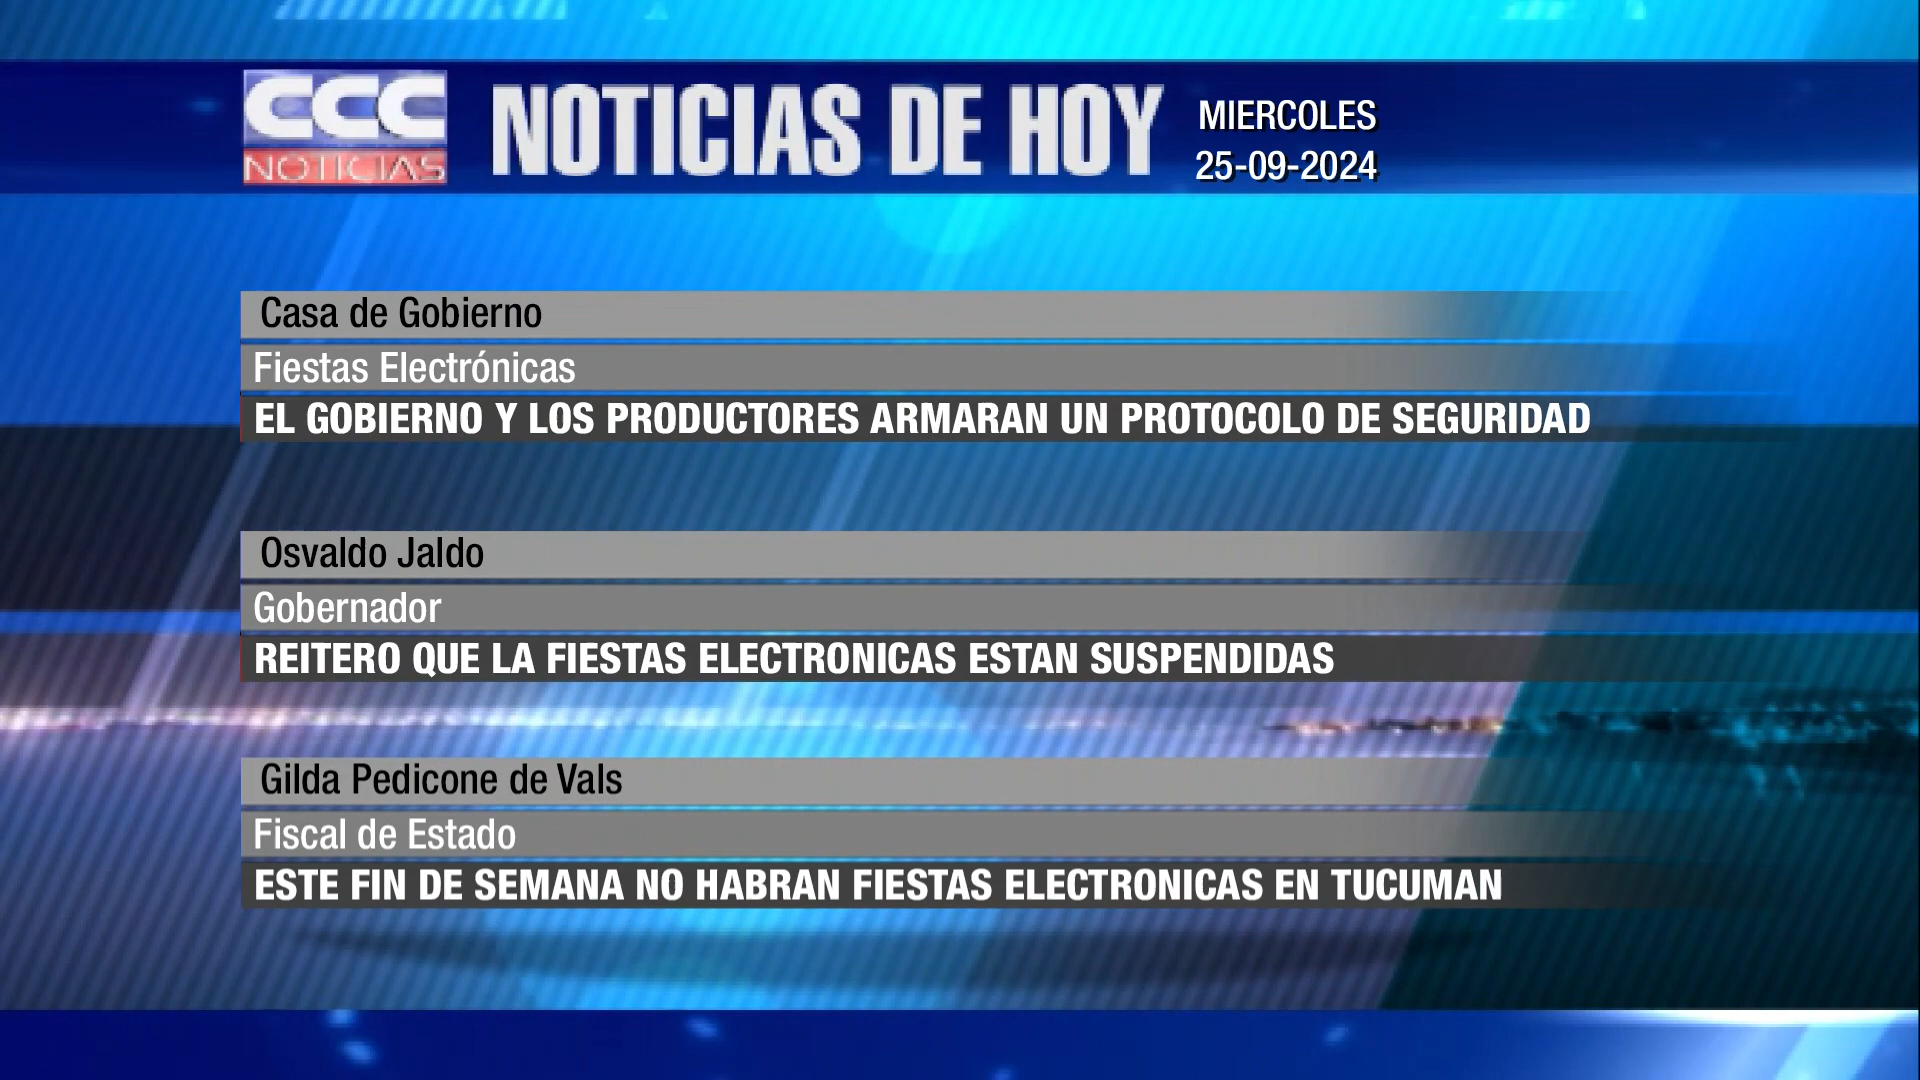 CCC
NOTICIAS
NOTICIAS DE HOY
MIERCOLES
25-09-2024
Casa de Gobierno
Fiestas Electrónicas
EL GOBIERNO Y LOS PRODUCTORES ARMARAN UN PROTOCOLO DE SEGURIDAD
Osvaldo Jaldo
Gobernador
REITERO QUE LA FIESTAS ELECTRONICAS ESTAN SUSPENDIDAS
Gilda Pedicone de Vals
Fiscal de Estado
ESTE FIN DE SEMANA NO HABRAN FIESTAS ELECTRONICAS EN TUCUMAN